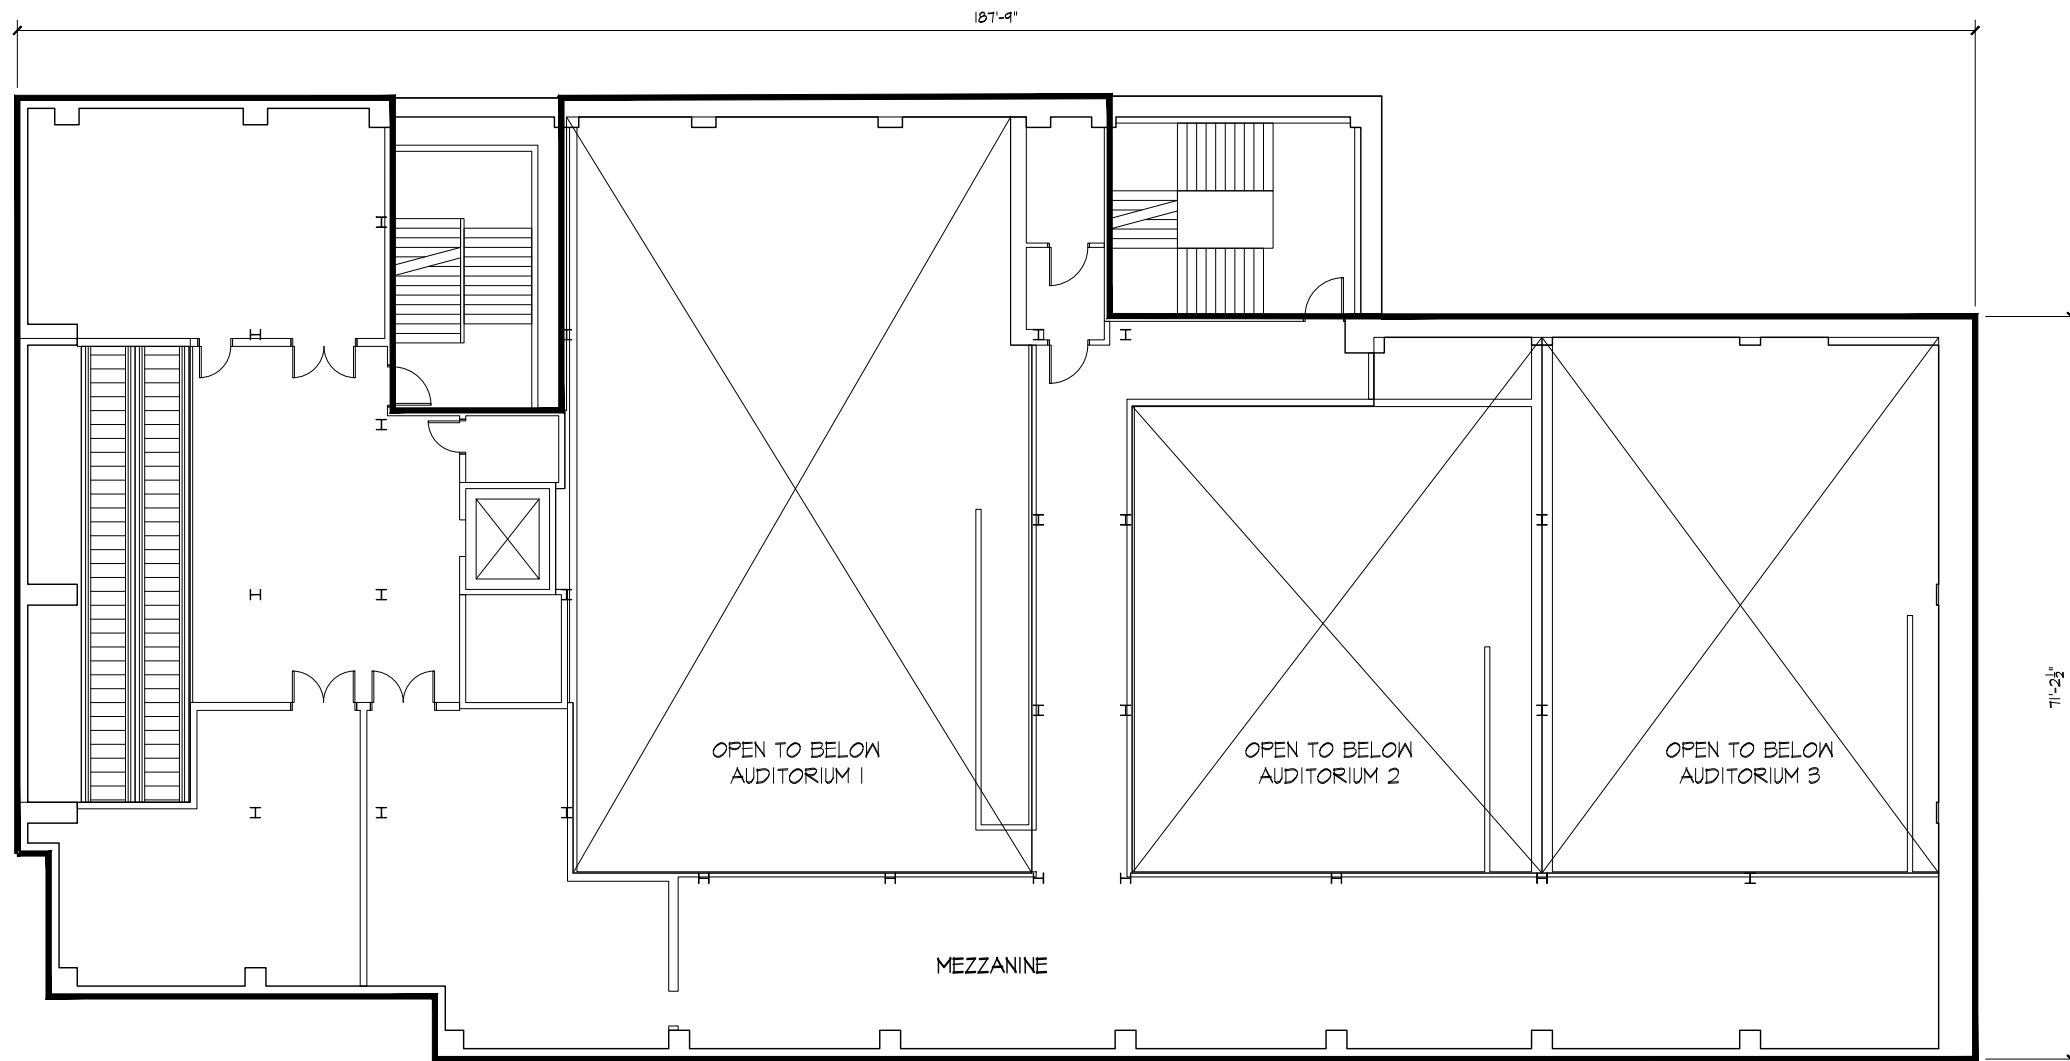 187'-9"
71'-2½"
OPEN TO BELOW
AUDITORIUM 1
OPEN TO BELOW
AUDITORIUM 2
OPEN TO BELOW
AUDITORIUM 3
MEZZANINE